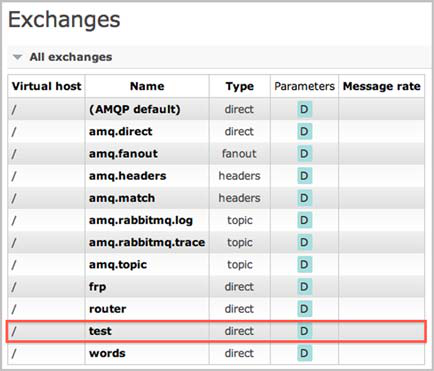 Exchanges
All exchanges
Virtual host Name Type Parameters Message rate
/ (AMQP default) direct D
/ amq.direct direct D
/ amq.fanout fanout D
/ amq.headers headers D
/ amq.match headers D
/ amq.rabbitmq.log topic D
/ amq.rabbitmq.trace topic D
/ amq.topic topic D
/ frp direct D
/ router direct D
/ test direct D
/ words direct D